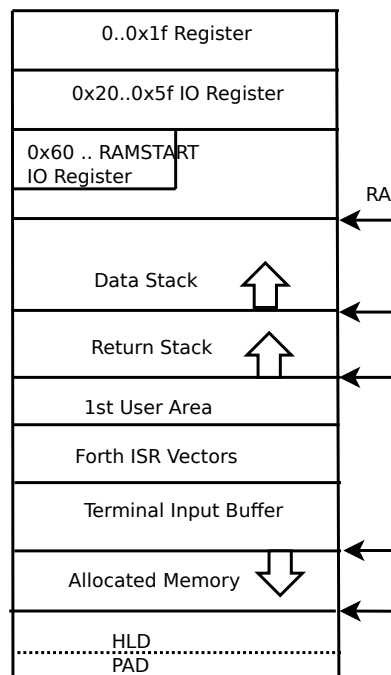 0..0x1f Register
0x20..0x5f IO Register
0x60 .. RAMSTART
IO Register
RA
Data Stack
Return Stack
1st User Area
Forth ISR Vectors
Terminal Input Buffer
Allocated Memory
HLD
PAD